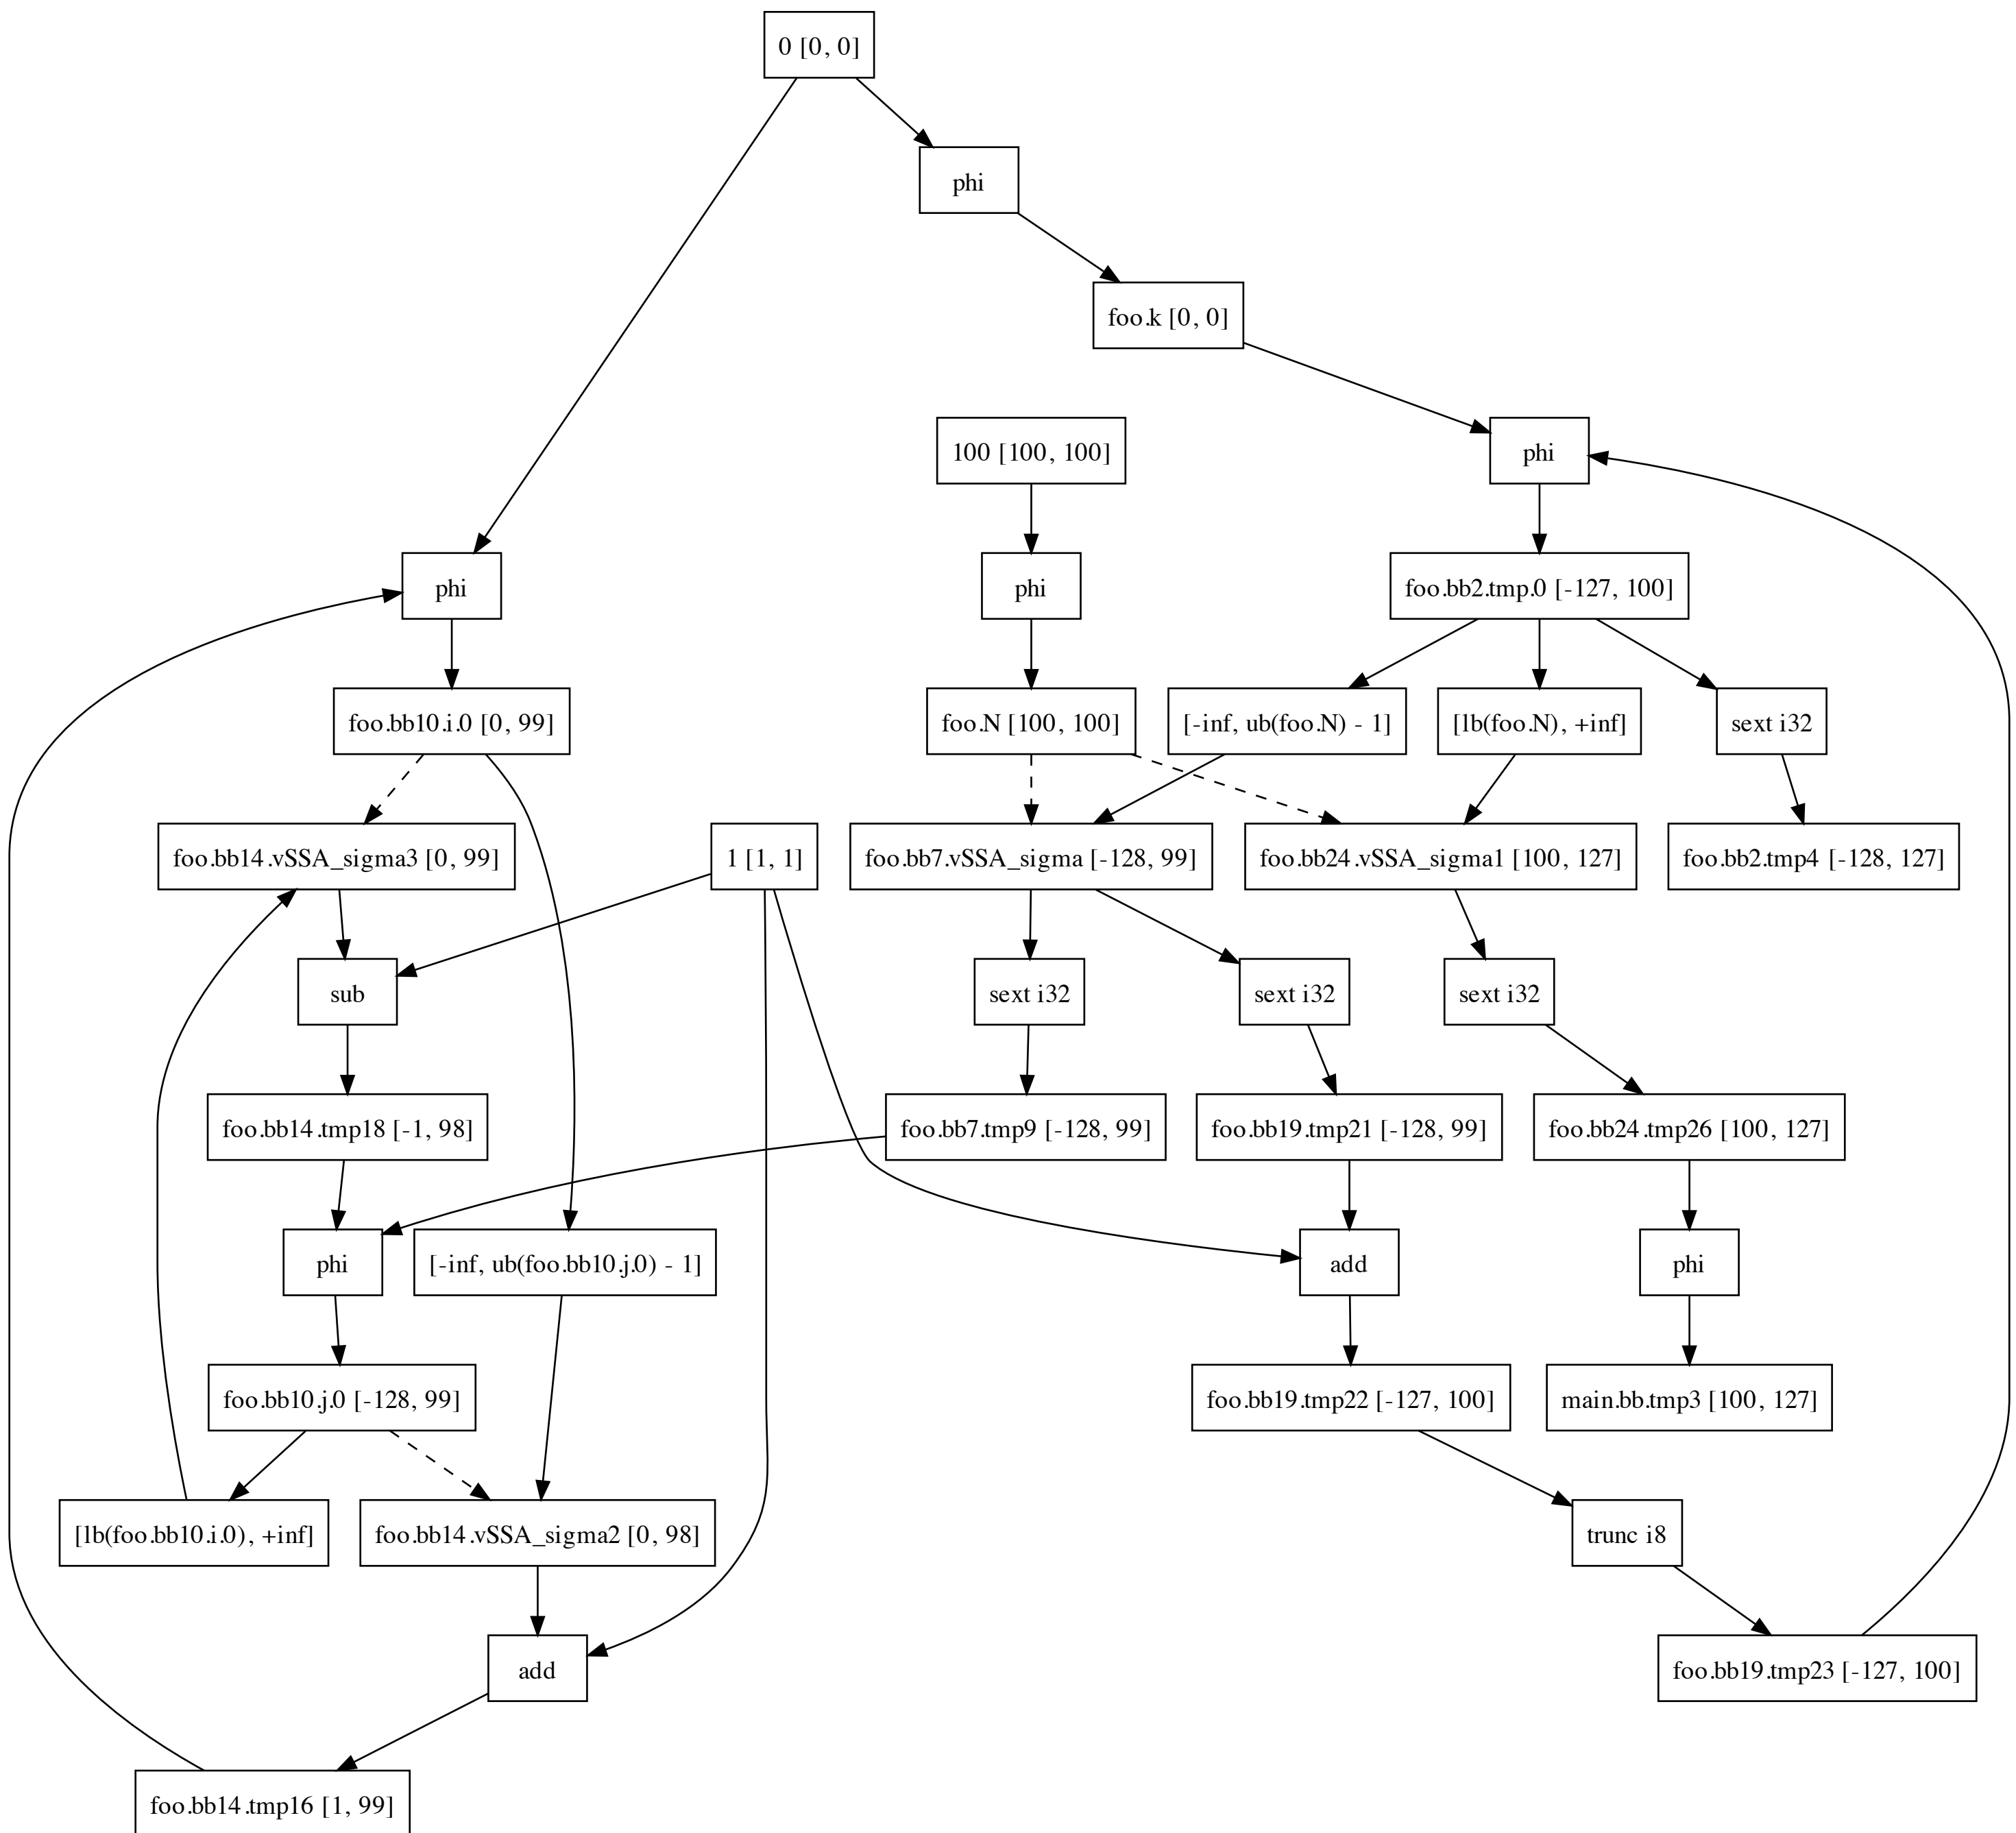 0 [0, 0]
phi
foo.k [0, 0]
100 [100, 100]
phi
phi
phi
foo.bb2.tmp.0 [-127, 100]
foo.bb10.i.0 [0, 99]
foo.N [100, 100]
[-inf, ub(foo.N) - 1]
[lb(foo.N), +inf]
sext i32
foo.bb14.vSSA_sigma3 [0, 99]
1 [1, 1]
foo.bb7.vSSA_sigma [-128, 99]
foo.bb24.vSSA_sigma1 [100, 127]
foo.bb2.tmp4 [-128, 127]
sub
sext i32
sext i32
sext i32
foo.bb14.tmp18 [-1, 98]
foo.bb7.tmp9 [-128, 99]
foo.bb19.tmp21 [-128, 99]
foo.bb24.tmp26 [100, 127]
phi
[-inf, ub(foo.bb10.j.0) - 1]
add
phi
foo.bb10.j.0 [-128, 99]
foo.bb19.tmp22 [-127, 100]
main.bb.tmp3 [100, 127]
[lb(foo.bb10.i.0), +inf]
foo.bb14.vSSA_sigma2 [0, 98]
trunc i8
add
foo.bb19.tmp23 [-127, 100]
foo.bb14.tmp16 [1, 99]